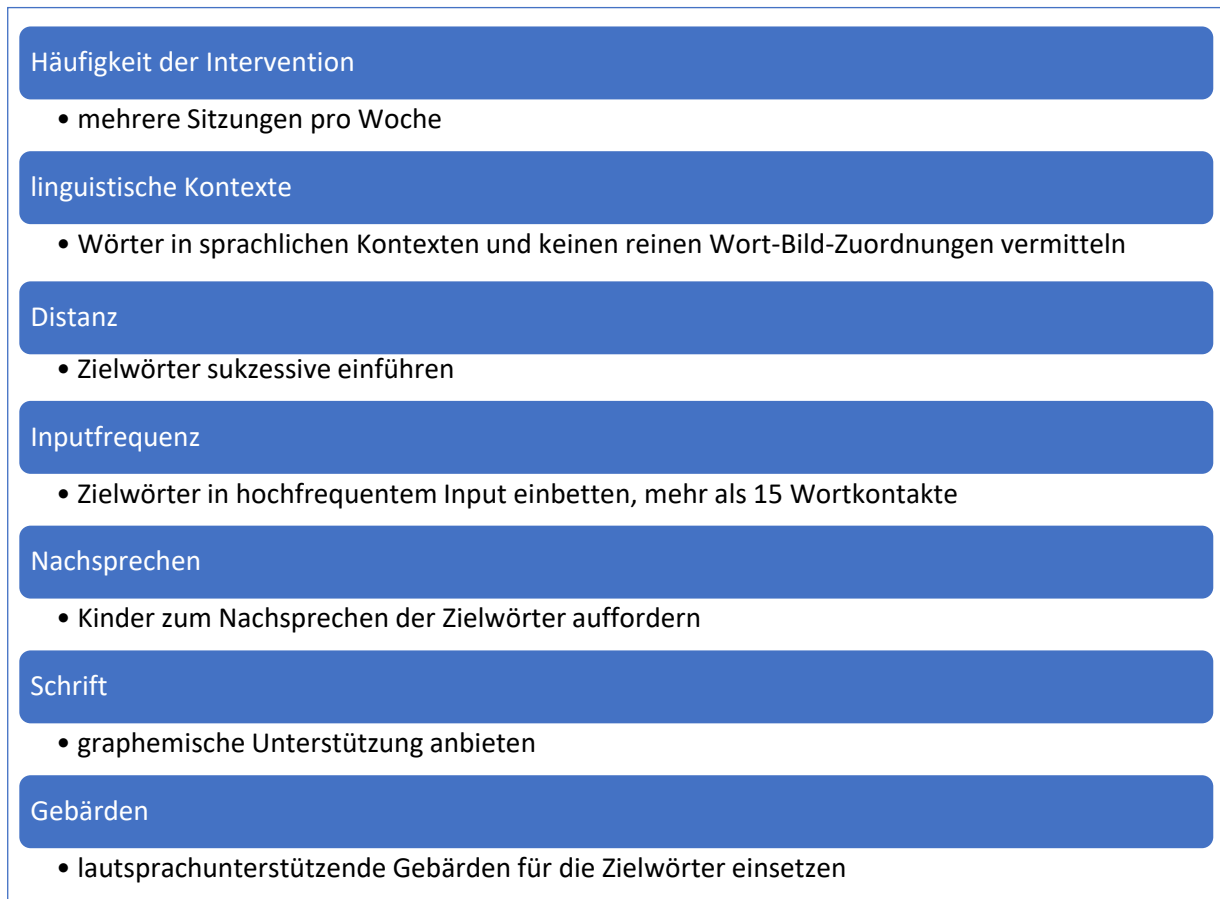 Häufigkeit der Intervention
• mehrere Sitzungen pro Woche
linguistische Kontexte
• Wörter in sprachlichen Kontexten und keinen reinen Wort-Bild-Zuordnungen vermitteln
Distanz
• Zielwörter sukzessive einführen
Inputfrequenz
• Zielwörter in hochfrequentem Input einbetten, mehr als 15 Wortkontakte
Nachsprechen
• Kinder zum Nachsprechen der Zielwörter auffordern
Schrift
• graphemische Unterstützung anbieten
Gebärden
• lautsprachunterstützende Gebärden für die Zielwörter einsetzen